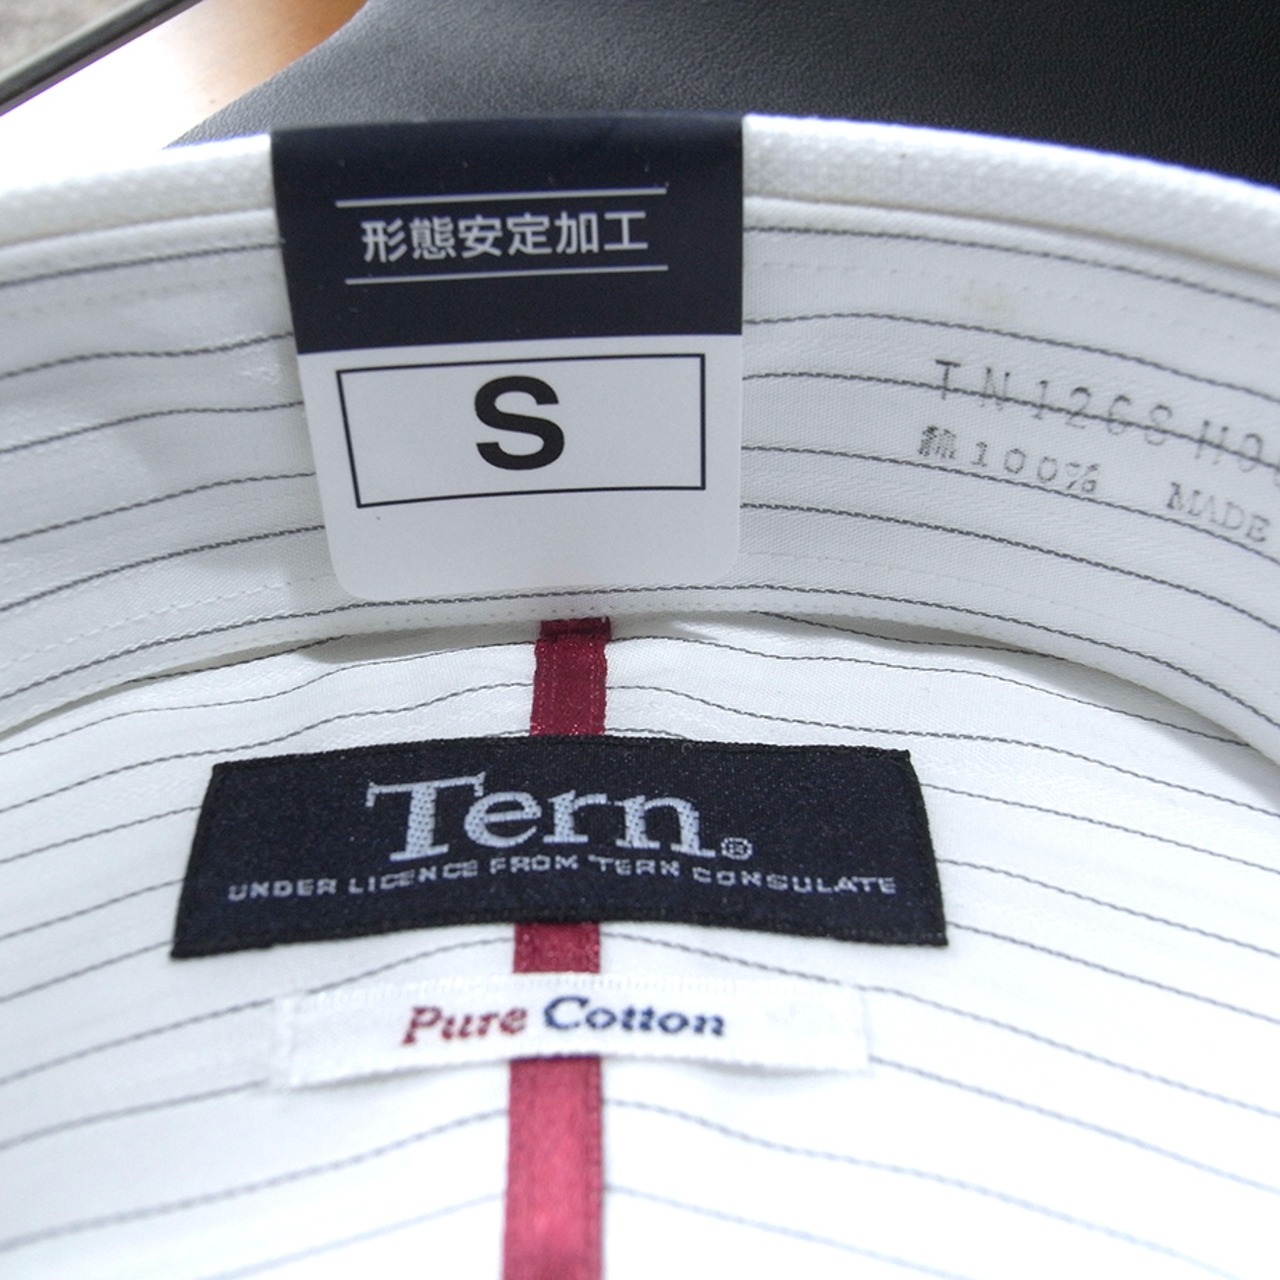 形態安定加工
S
TN126S
綿100% MADE
Tern®
UNDER LICENCE FROM TERN CONSULATE
Pure Cotton